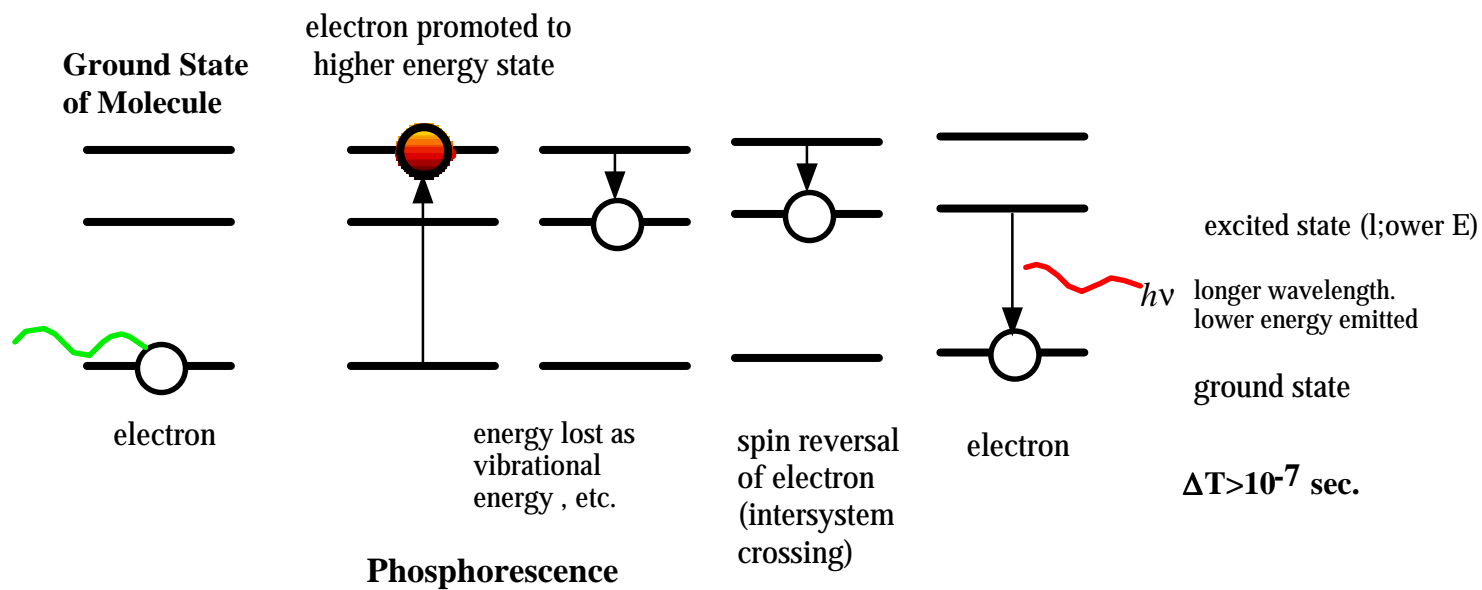 electron promoted to
higher energy state
Ground State
of Molecule
excited state (l;ower E)
hν
longer wavelength.
lower energy emitted
ground state
electron
energy lost as
vibrational
energy , etc.
spin reversal
of electron
(intersystem
crossing)
electron
ΔT>10⁻⁷ sec.
Phosphorescence